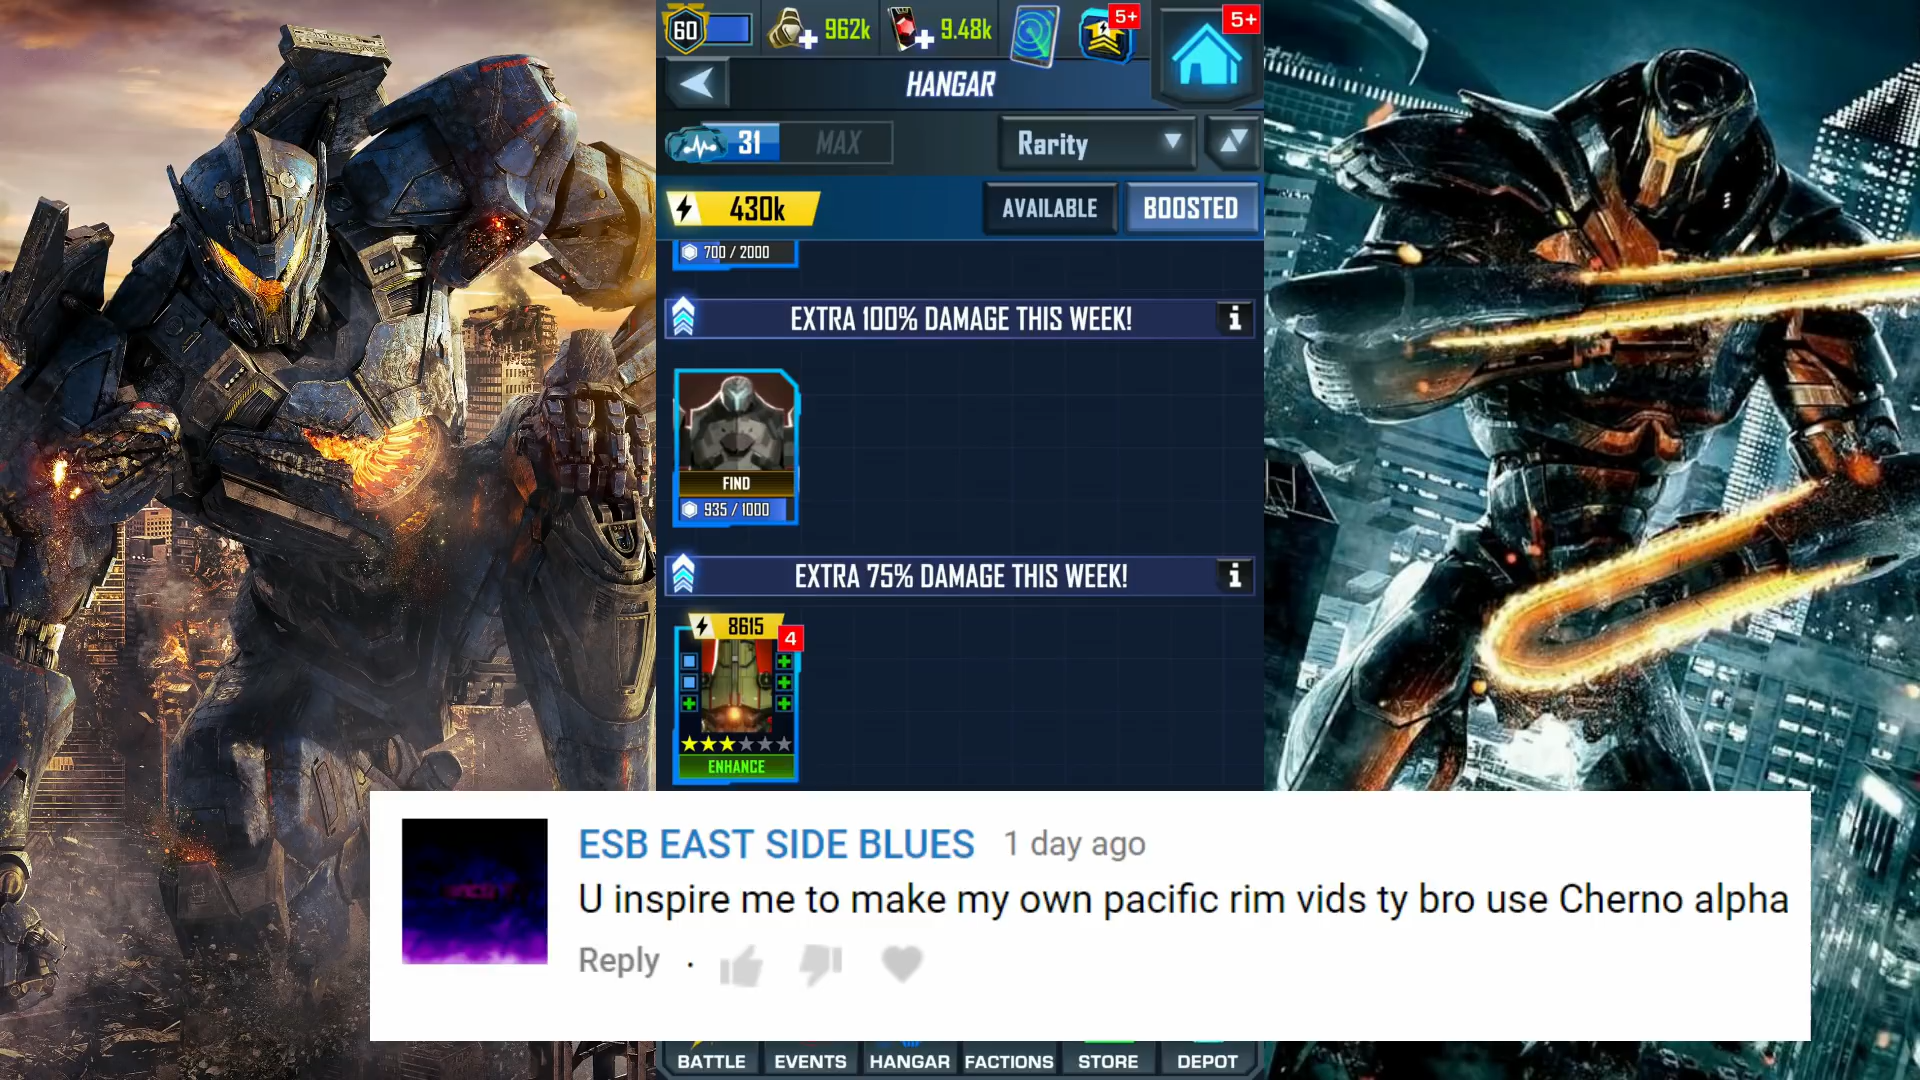 60
962k
9.48k
5+
5+
HANGAR
31
MAX
Rarity
430k
AVAILABLE
BOOSTED
700 / 2000
EXTRA 100% DAMAGE THIS WEEK!
i
FIND
935 / 1000
EXTRA 75% DAMAGE THIS WEEK!
i
8615
4
ENHANCE
ESB EAST SIDE BLUES 1 day ago
U inspire me to make my own pacific rim vids ty bro use Cherno alpha
Reply
BATTLE
EVENTS
HANGAR
FACTIONS
STORE
DEPOT